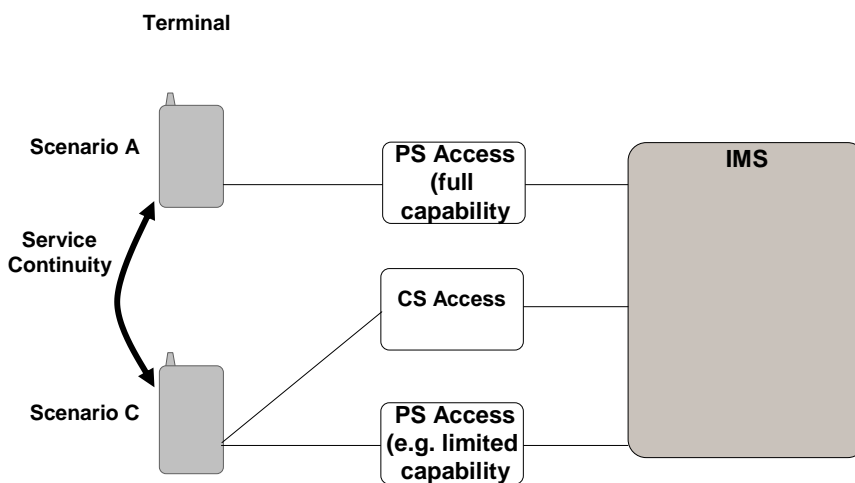 Terminal
Scenario A
PS Access
(full
capability
IMS
Service
Continuity
CS Access
Scenario C
PS Access
(e.g. limited
capability